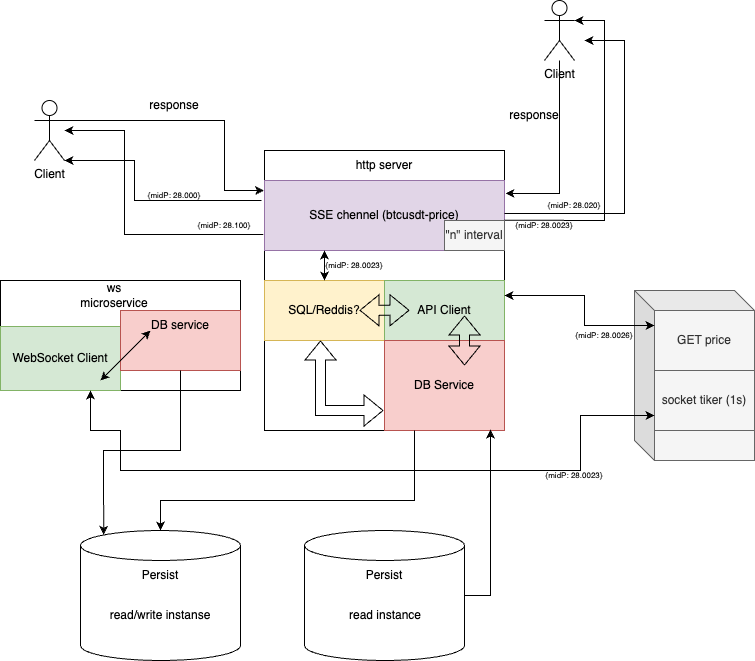 Client
response
response
Client
http server
{midP: 28.000}
{midP: 28.020}
SSE chennel (btcusdt-price)
{midP: 28.100}
{midP: 28.0023}
"n" interval
{midP: 28.0023}
ws
microservice
DB service
WebSocket Client
SQL/Reddis?
API Client
{midP: 28.0026}
GET price
DB Service
socket tiker (1s)
{midP: 28.0023}
Persist
read/write instanse
Persist
read instance